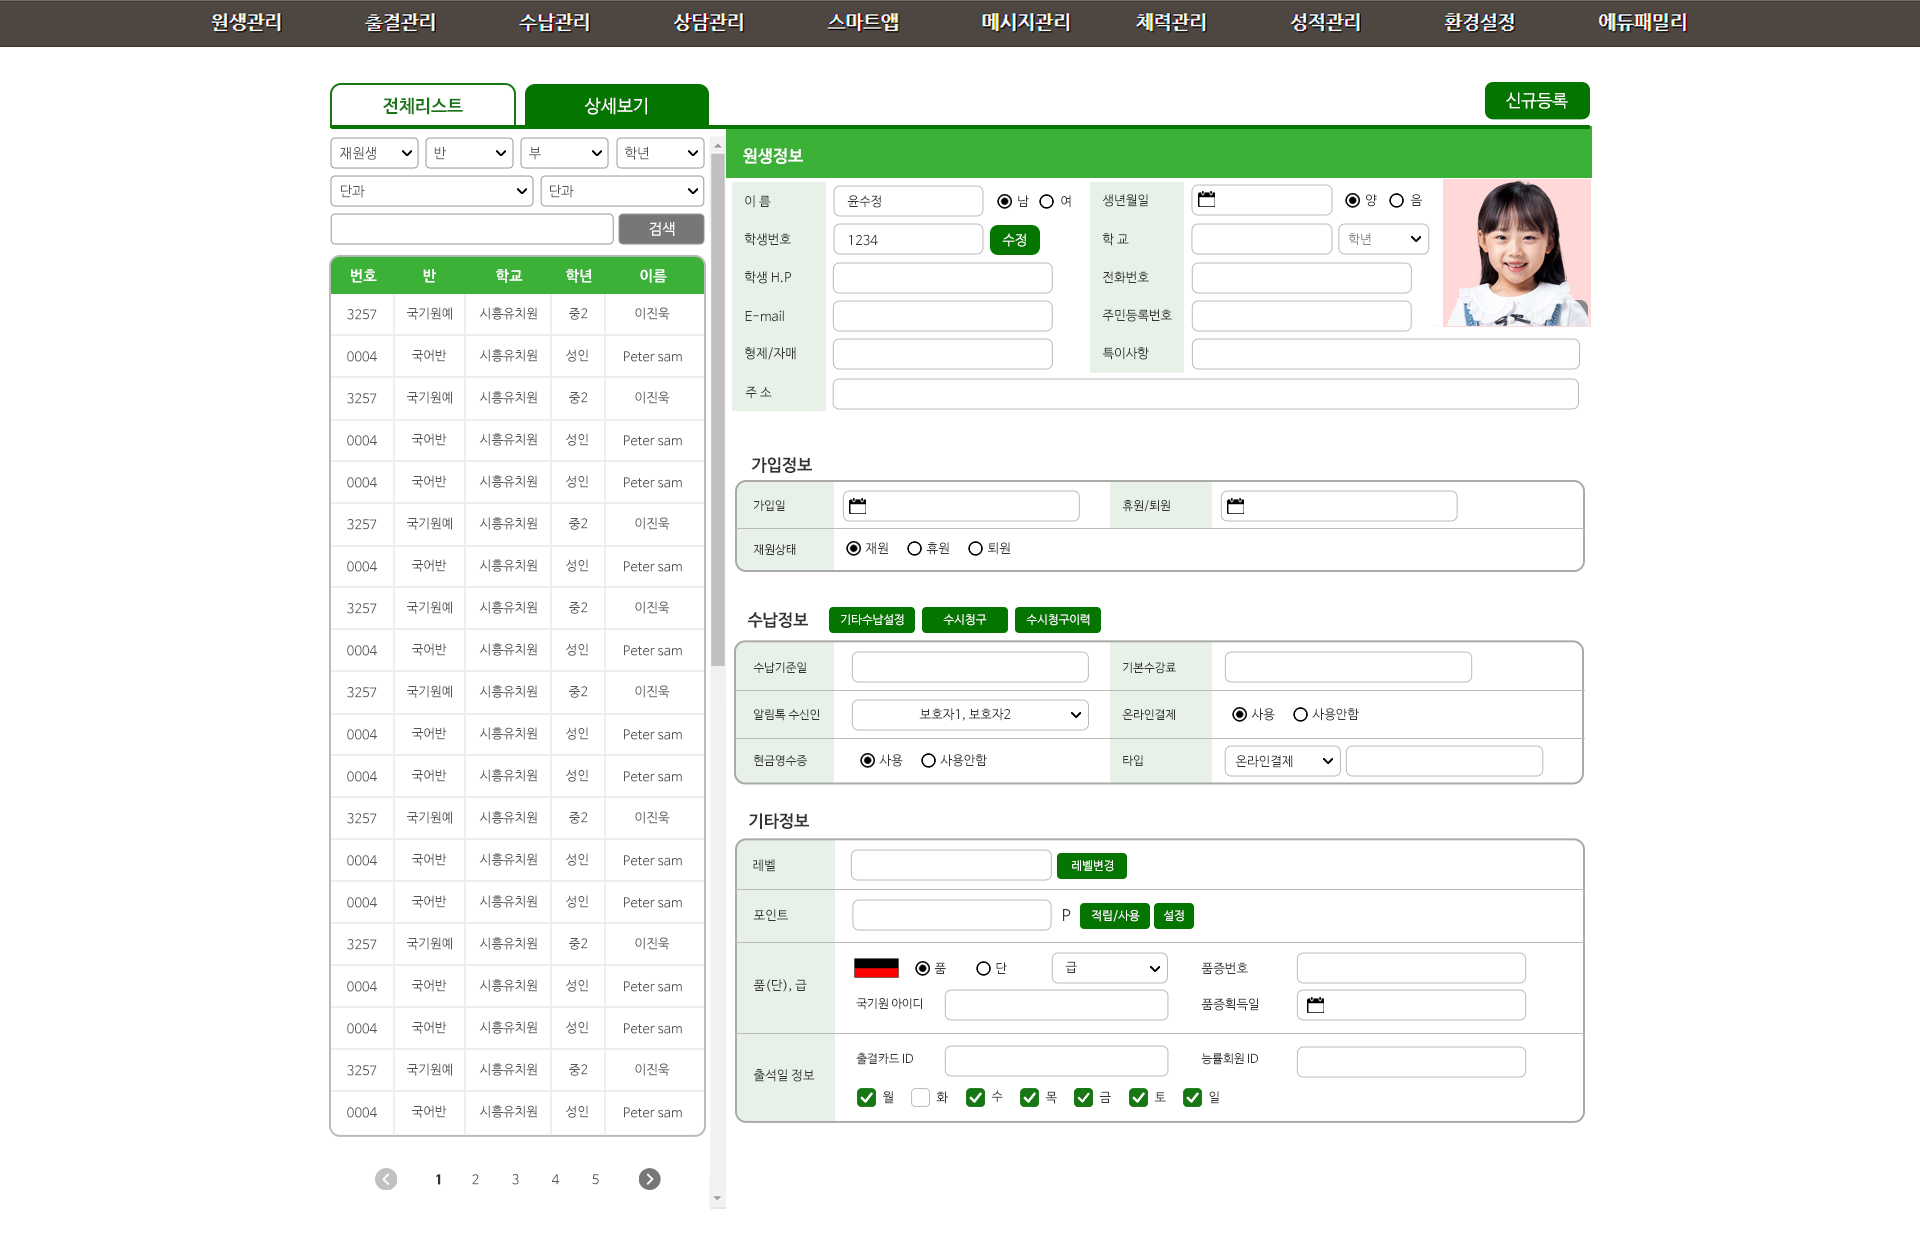 원생관리 출결관리 수납관리 상담관리 스마트앱 메시지관리 체력관리 성적관리 환경설정 에듀패밀리
전체리스트 상세보기 신규등록
재원생 반 부 학년
단과 단과
검색
번호 반 학교 학년 이름
3257 국기원예 시흥유치원 중2 이진욱
0004 국어반 시흥유치원 성인 Peter sam
3257 국기원예 시흥유치원 중2 이진욱
0004 국어반 시흥유치원 성인 Peter sam
0004 국어반 시흥유치원 성인 Peter sam
3257 국기원예 시흥유치원 중2 이진욱
0004 국어반 시흥유치원 성인 Peter sam
3257 국기원예 시흥유치원 중2 이진욱
0004 국어반 시흥유치원 성인 Peter sam
3257 국기원예 시흥유치원 중2 이진욱
0004 국어반 시흥유치원 성인 Peter sam
0004 국어반 시흥유치원 성인 Peter sam
3257 국기원예 시흥유치원 중2 이진욱
0004 국어반 시흥유치원 성인 Peter sam
0004 국어반 시흥유치원 성인 Peter sam
3257 국기원예 시흥유치원 중2 이진욱
0004 국어반 시흥유치원 성인 Peter sam
0004 국어반 시흥유치원 성인 Peter sam
3257 국기원예 시흥유치원 중2 이진욱
0004 국어반 시흥유치원 성인 Peter sam
1 2 3 4 5
원생정보
이 름 윤수정 남 여 생년월일 양 음
학생번호 1234 수정 학 교 학년
학생 H.P 전화번호
E-mail 주민등록번호
형제/자매 특이사항
주 소
가입정보
가입일 휴원/퇴원
재원상태 재원 휴원 퇴원
수납정보 기타수납설정 수시청구 수시청구이력
수납기준일 기본수강료
알림톡 수신인 보호자1, 보호자2 온라인결제 사용 사용안함
현금영수증 사용 사용안함 타입 온라인결제
기타정보
레벨 레벨변경
포인트 P 적립/사용 설정
품(단), 급 품 단 급 품증번호
국기원 아이디 품증획득일
출석일 정보 출결카드 ID 능률회원 ID
월 화 수 목 금 토 일